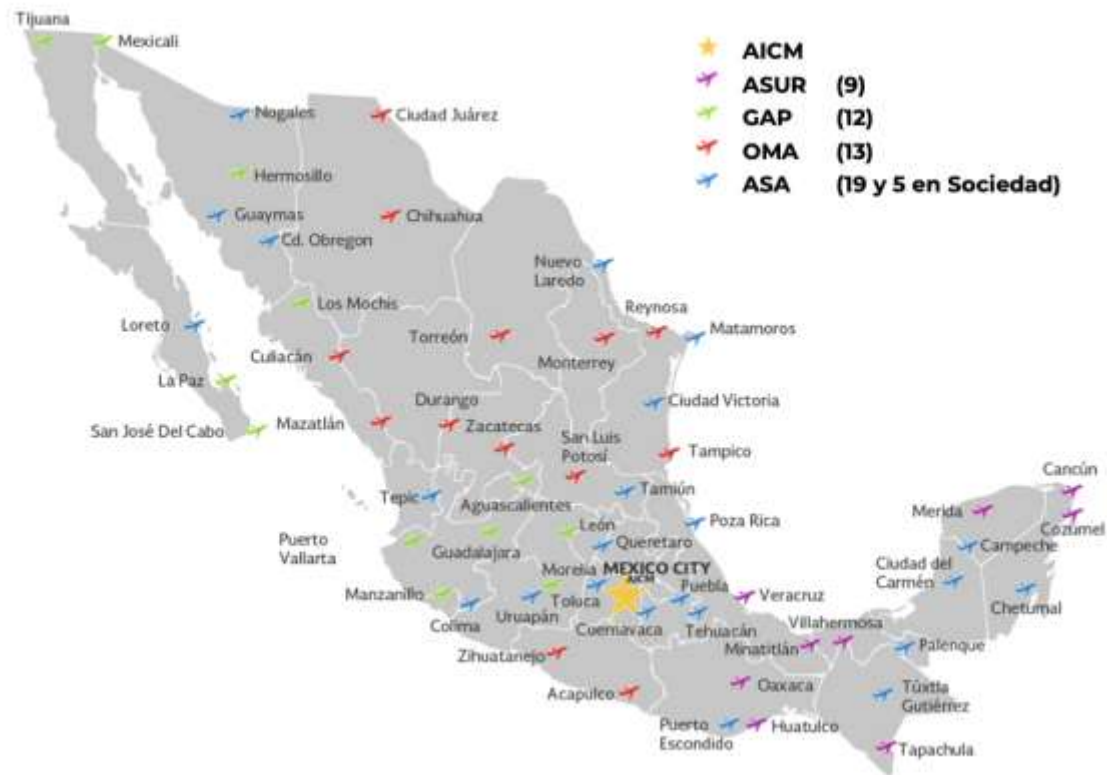 Tijuana
Mexicali
AICM
ASUR (9)
GAP (12)
OMA (13)
ASA (19 y 5 en Sociedad)
Nogales
Ciudad Juárez
Hermosillo
Guaymas
Chihuahua
Cd. Obregon
Nuevo
Laredo
Los Mochis
Reynosa
Loreto
Torreón
Matamoros
Culiacán
Monterrey
La Paz
Durango
Ciudad Victoria
San José Del Cabo
Mazatlán
Zacatecas
San Luis
Potosí
Tampico
Cancún
Tepic
Aguascalientes
Tamiún
Merida
Cozumel
Puerto
Vallarta
Guadalajara
León
Poza Rica
Queretaro
Campeche
Ciudad del
Carmén
Morelia
MEXICO CITY
AICM
Manzanillo
Toluca
Puebla
Veracruz
Chetumal
Colima
Uruapán
Cuernavaca
Tehuacán
Villahermosa
Minatitlán
Palenque
Zihuatanejo
Acapulco
Oaxaca
Túxtla
Gutiérrez
Puerto
Escondido
Huatulco
Tapachula